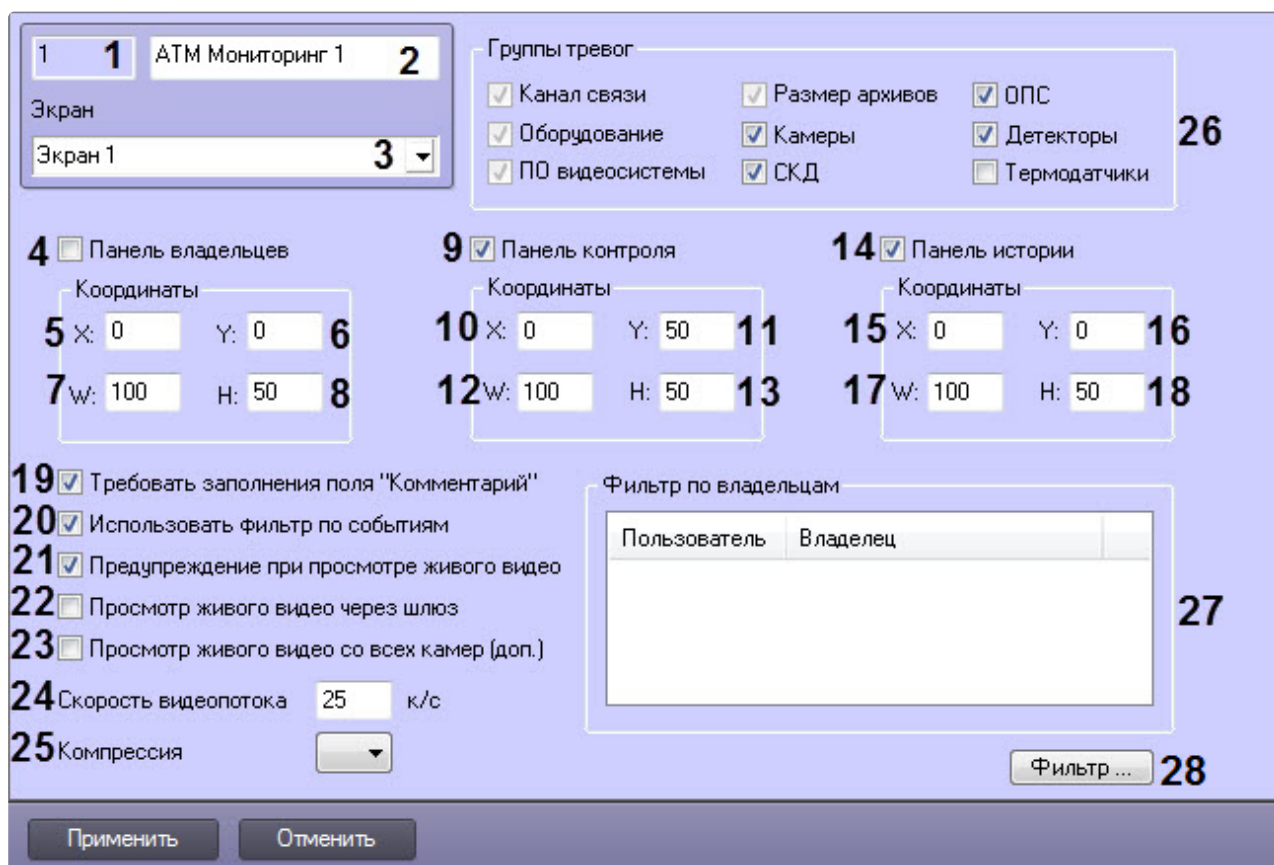 1 1 АТМ Мониторинг 1 2
Экран
Экран 1 3
Группы тревог
Канал связи Размер архивов ОПС
Оборудование Камеры Детекторы 26
ПО видеосистемы СКД Термодатчики
4 Панель владельцев 9 Панель контроля 14 Панель истории
Координаты Координаты Координаты
5 X: 0 Y: 0 6 10 X: 0 Y: 50 11 15 X: 0 Y: 0 16
7 W: 100 H: 50 8 12 W: 100 H: 50 13 17 W: 100 H: 50 18
19 Требовать заполнения поля "Комментарий"
20 Использовать фильтр по событиям
21 Предупреждение при просмотре живого видео
22 Просмотр живого видео через шлюз
23 Просмотр живого видео со всех камер (доп.)
24 Скорость видеопотока 25 к/с
25 Компрессия
Фильтр по владельцам
Пользователь Владелец
27
Фильтр ... 28
Применить Отменить